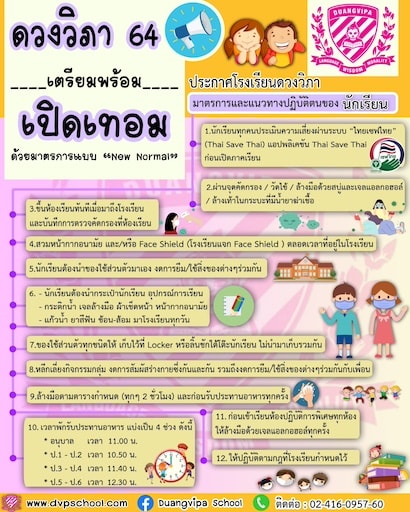 ดวงวิภา 64
____เตรียมพร้อม____
เปิดเทอม
ด้วยมาตรการแบบ "New Normal"
DUANGVIPA
LANGUAGE WISDOM MORALITY
ประกาศโรงเรียนดวงวิภา
มาตรการและแนวทางปฏิบัติตนของ นักเรียน
1.นักเรียนทุกคนประเมินความเสี่ยงผ่านระบบ "ไทยเซฟไทย"
(Thai Save Thai) แอปพลิเคชัน Thai Save Thai
ก่อนเปิดภาคเรียน
2.ผ่านจุดคัดกรอง / วัดไข้ / ล้างมือด้วยสบู่และเจลแอลกอฮอล์
/ ล้างเท้าในกระบะที่มีน้ำยาฆ่าเชื้อ
3.ขึ้นห้องเรียนทันทีเมื่อมาถึงโรงเรียน
และบันทึกการตรวจคัดกรองที่ห้องเรียน
4.สวมหน้ากากอนามัย และ/หรือ Face Shield (โรงเรียนแจก Face Shield ) ตลอดเวลาที่อยู่ในโรงเรียน
5.นักเรียนต้องนำของใช้ส่วนตัวมาเอง งดการยืม/ใช้สิ่งของต่างๆร่วมกัน
6. - นักเรียนต้องนำกระเป๋านักเรียน อุปกรณ์การเรียน
- กระติกน้ำ เจลล้างมือ ผ้าเช็ดหน้า หน้ากากอนามัย
- แก้วน้ำ ยาสีฟัน ช้อน-ส้อม มาโรงเรียนทุกวัน
7.ของใช้ส่วนตัวทุกชนิดให้ เก็บไว้ที่ Locker หรือลิ้นชักใต้โต๊ะนักเรียน ไม่นำมาเก็บรวมกัน
8.หลีกเลี่ยงกิจกรรมกลุ่ม งดการสัมผัสร่างกายซึ่งกันและกัน รวมถึงงดการยืม/ใช้สิ่งของต่างๆร่วมกันกับเพื่อน
9.ล้างมือตามตารางกำหนด (ทุกๆ 2 ชั่วโมง) และก่อนรับประทานอาหารทุกครั้ง
10. เวลาพักรับประทานอาหาร แบ่งเป็น 4 ช่วง ดังนี้
* อนุบาล เวลา 11.00 น.
* ป.1 - ป.2 เวลา 10.50 น.
* ป.3 - ป.4 เวลา 11.40 น.
* ป.5 - ป.6 เวลา 12.30 น.
11. ก่อนเข้าเรียนห้องปฏิบัติการพิเศษทุกห้อง
ให้ล้างมือด้วยเจลแอลกอฮอล์ทุกครั้ง
12. ให้ปฏิบัติตามกฎที่โรงเรียนกำหนดไว้
www.dvpschool.com / Duangvipa School ติดต่อ : 02-416-0957-60